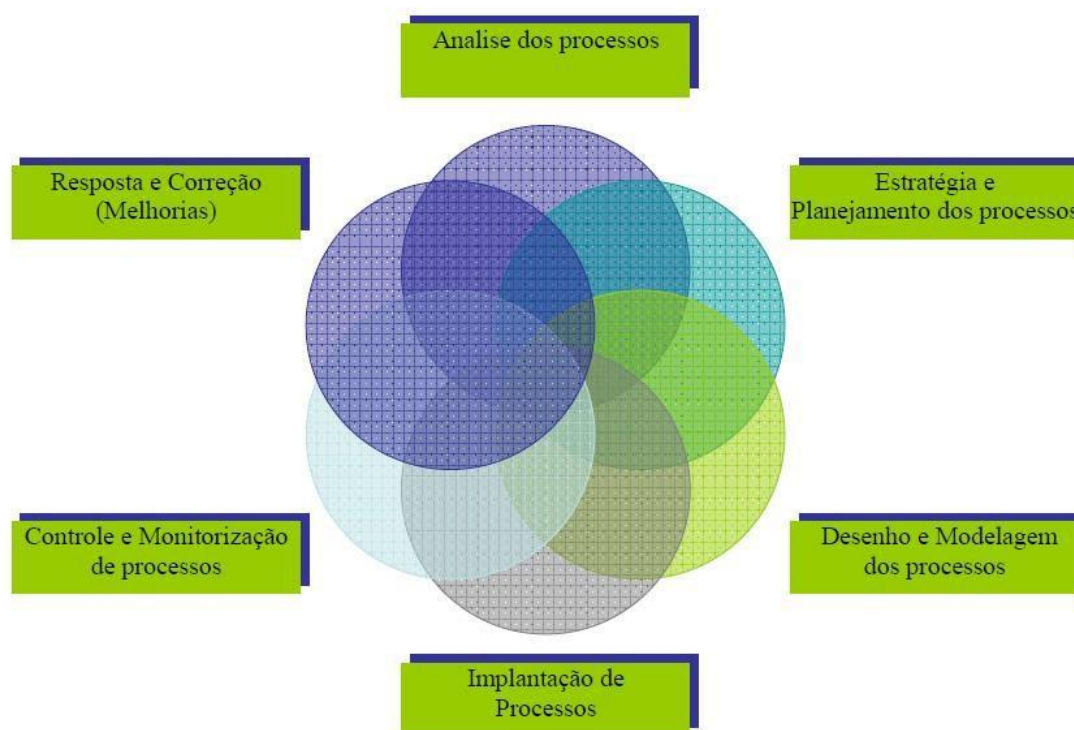 Analise dos processos
Resposta e Correção
(Melhorias)
Estratégia e
Planejamento dos processos
Controle e Monitorização
de processos
Desenho e Modelagem
dos processos
Implantação de
Processos